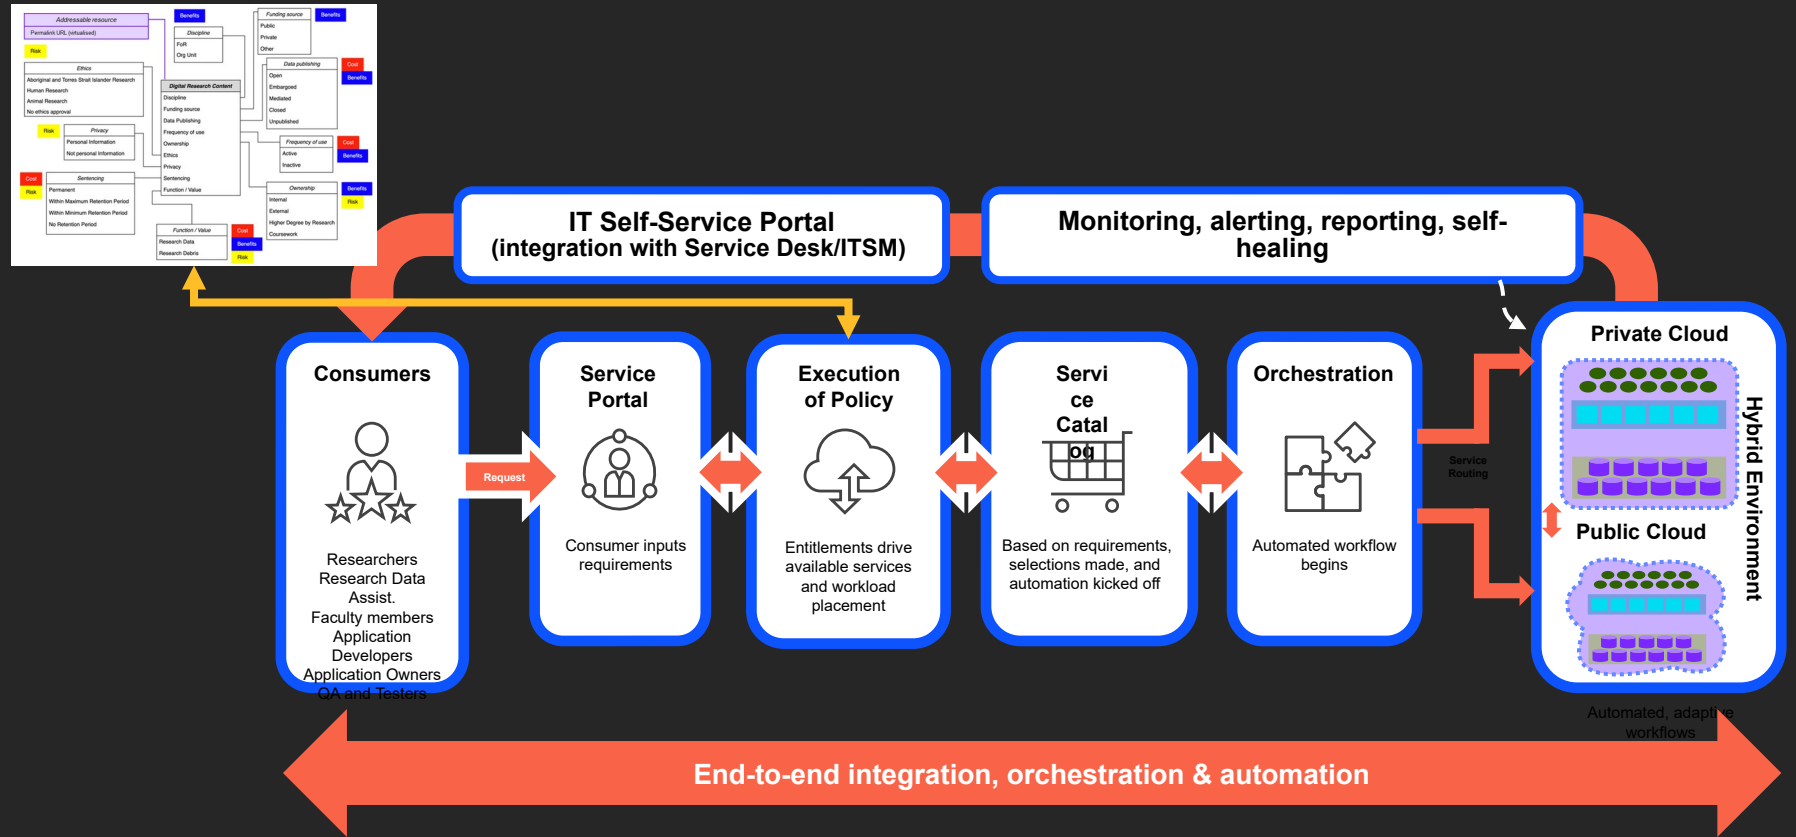 Addressable resource
Permalink URL (virtualised)
Risk
Benefits
Discipline
FoR
Org Unit
Funding source
Public
Private
Other
Benefits
Ethics
Aboriginal and Torres Strait Islander Research
Human Research
Animal Research
No ethics approval
Digital Research Content
Discipline
Funding source
Data Publishing
Frequency of use
Ownership
Ethics
Privacy
Sentencing
Function / Value
Data publishing
Open
Embargoed
Mediated
Closed
Unpublished
Cost
Benefits
Risk
Privacy
Personal Information
Not personal Information
Frequency of use
Active
Inactive
Cost
Benefits
Cost
Risk
Sentencing
Permanent
Within Maximum Retention Period
Within Minimum Retention Period
No Retention Period
Ownership
Internal
External
Higher Degree by Research
Coursework
Benefits
Risk
Function / Value
Research Data
Research Debris
Cost
Benefits
Risk
IT Self-Service Portal
(integration with Service Desk/ITSM)
Monitoring, alerting, reporting, self-
healing
Consumers
Researchers
Research Data
Assist.
Faculty members
Application
Developers
Application Owners
QA and Testers
Request
Service
Portal
Consumer inputs
requirements
Execution
of Policy
Entitlements drive
available services
and workload
placement
Servi
ce
Catal
og
Based on requirements,
selections made, and
automation kicked off
Orchestration
Automated workflow
begins
Service
Routing
Private Cloud
Public Cloud
Hybrid Environment
Automated, adaptive
workflows
End-to-end integration, orchestration & automation